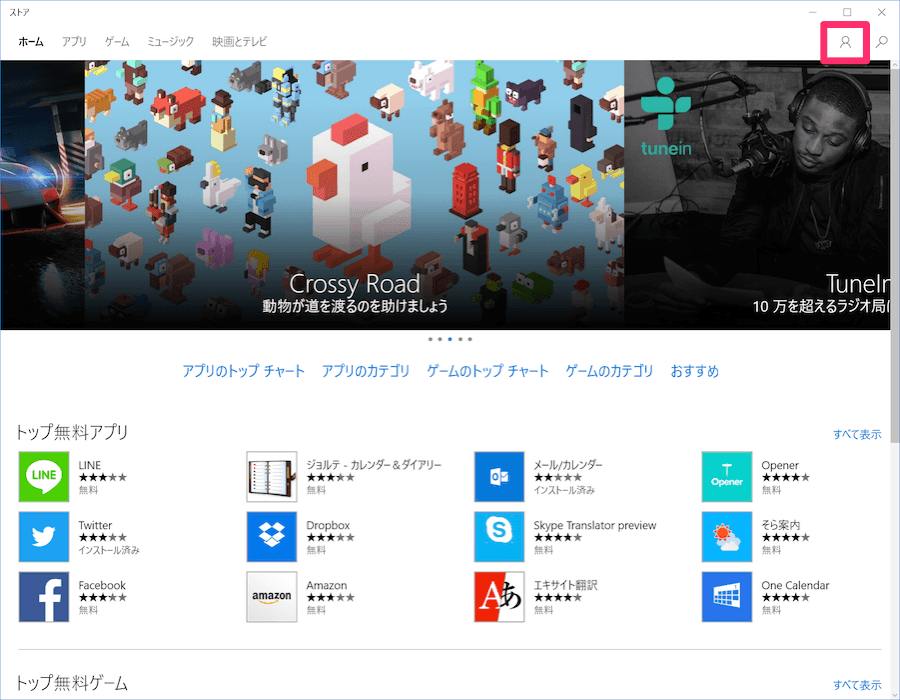 ストア
ホーム アプリ ゲーム ミュージック 映画とテレビ
tunein
Crossy Road
動物が道を渡るのを助けましょう
TuneIn
10 万を超えるラジオ局に
アプリのトップ チャート アプリのカテゴリ ゲームのトップ チャート ゲームのカテゴリ おすすめ
トップ無料アプリ
すべて表示
LINE
LINE
無料
ジョルテ - カレンダー＆ダイアリー
無料
メール/カレンダー
インストール済み
Opener
Opener
無料
Twitter
インストール済み
Dropbox
無料
Skype Translator preview
無料
そら案内
無料
Facebook
無料
amazon
Amazon
無料
あ
エキサイト翻訳
無料
One Calendar
無料
トップ無料ゲーム
すべて表示